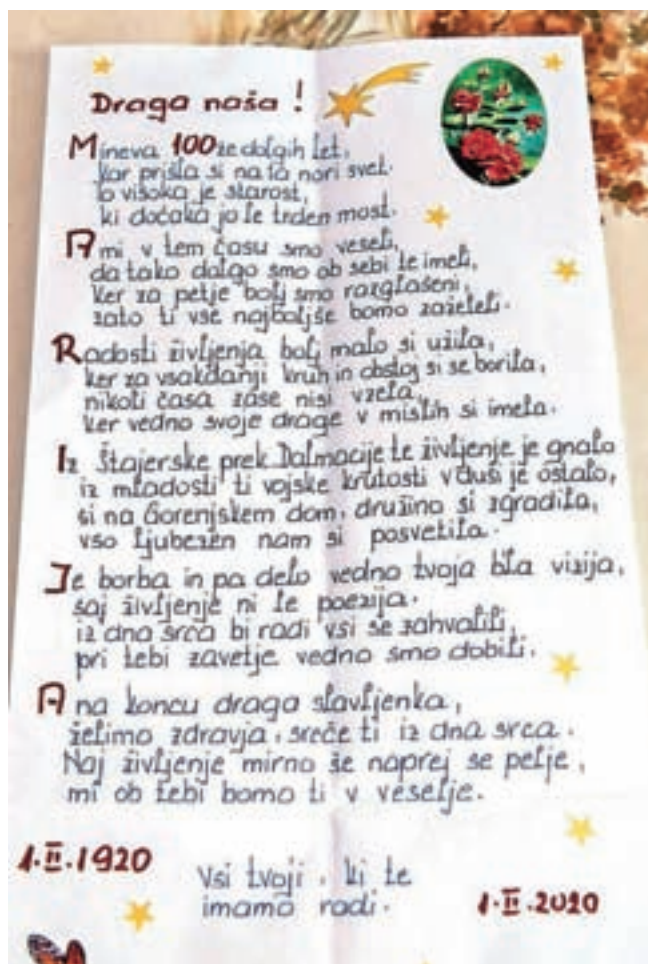 Draga naša!
Mineva 100 že dolgih let,
kar prišla si na ta nori svet.
To visoka je starost,
ki dočaka jo le trden most.
A mi v tem času smo veseli,
da tako dolgo smo ob sebi te imeli,
ker za petje bolj smo razglašeni,
zato ti vse najboljše bomo zaželeli.
Radosti življenja bolj malo si užila,
ker za vsakdanji kruh in obstoj si se borila,
nikoli časa zase nisi vzela,
ker vedno svoje drage v mislih si imela.
Iz Štajerske prek Dalmacije te življenje je gnalo
iz mladosti ti vojske krutosti v duši je ostalo,
si na Gorenjskem dom, družino si zgradila,
vso ljubezen nam si posvetila.
Je borba in pa delo vedno tvoja bila vizija,
saj življenje ni le poezija.
iz dna srca bi radi vsi se zahvalili,
pri tebi zavetje vedno smo dobili.
A na koncu draga slavljenka,
želimo zdravja, sreče ti iz dna srca.
Naj življenje mirno še naprej se pelje,
mi ob tebi bomo ti v veselje.
1.II.1920
Vsi tvoji, ki te
imamo radi.
1.II.2020